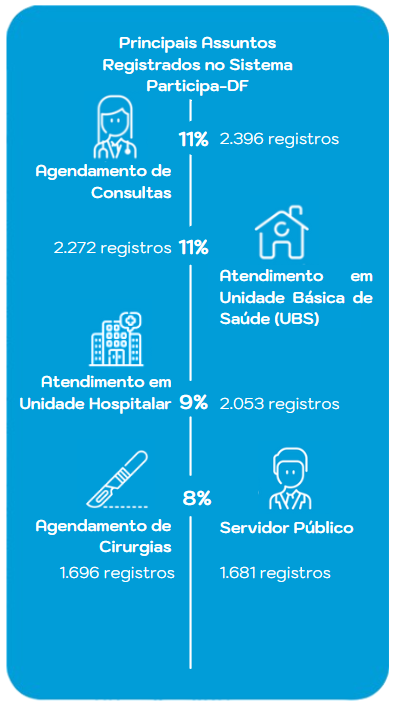 Principais Assuntos
Registrados no Sistema
Participa-DF
11% 2.396 registros
Agendamento de
Consultas
2.272 registros 11%
Atendimento em
Unidade Básica de
Saúde (UBS)
Atendimento em
Unidade Hospitalar 9% 2.053 registros
8%
Agendamento de
Cirurgias
1.696 registros
Servidor Público
1.681 registros